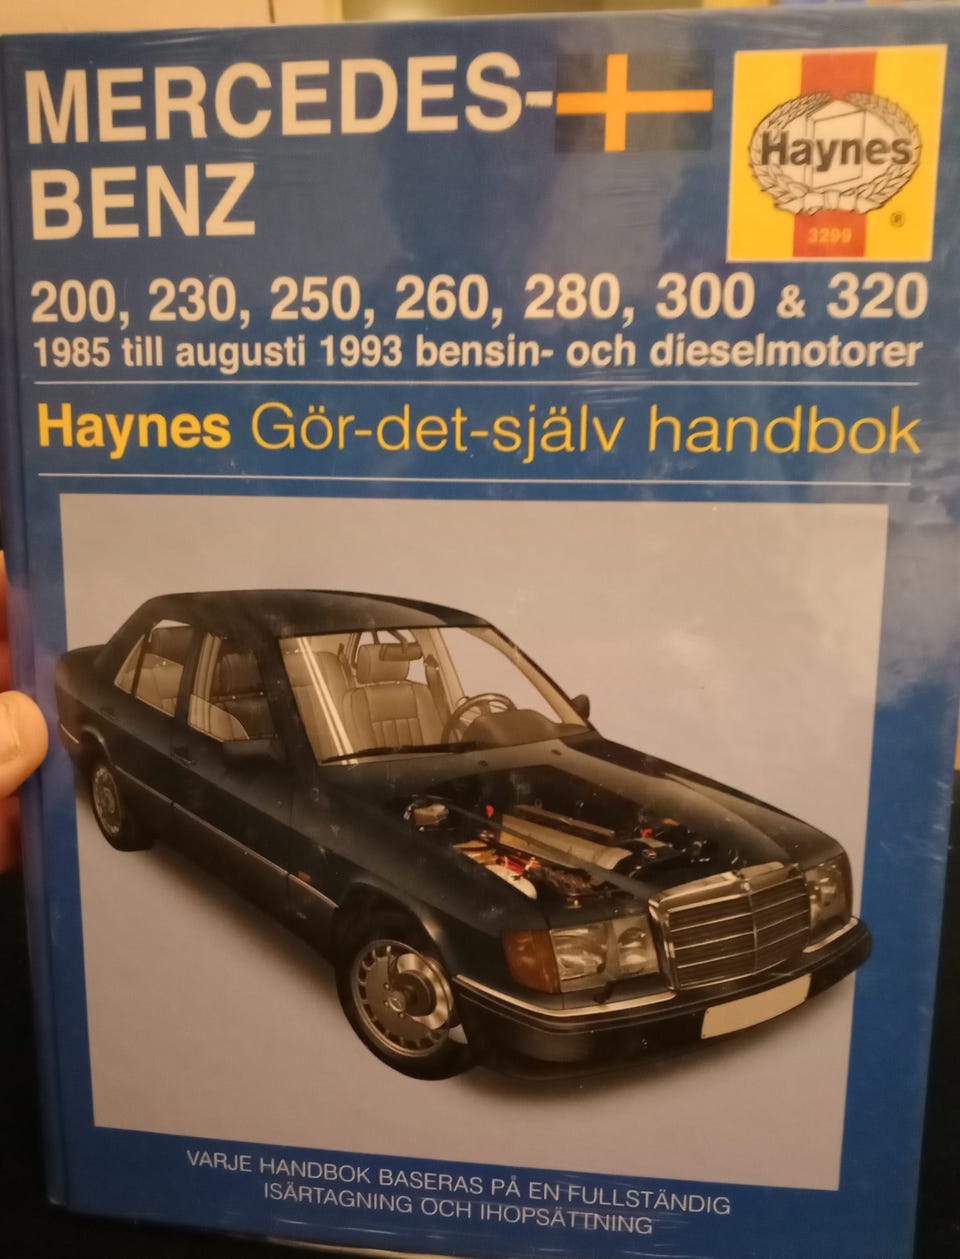 MERCEDES-
BENZ
Haynes
®
3299
200, 230, 250, 260, 280, 300 & 320
1985 till augusti 1993 bensin- och dieselmotorer
Haynes Gör-det-själv handbok
VARJE HANDBOK BASERAS PÅ EN FULLSTÄNDIG
ISÄRTAGNING OCH IHOPSÄTTNING